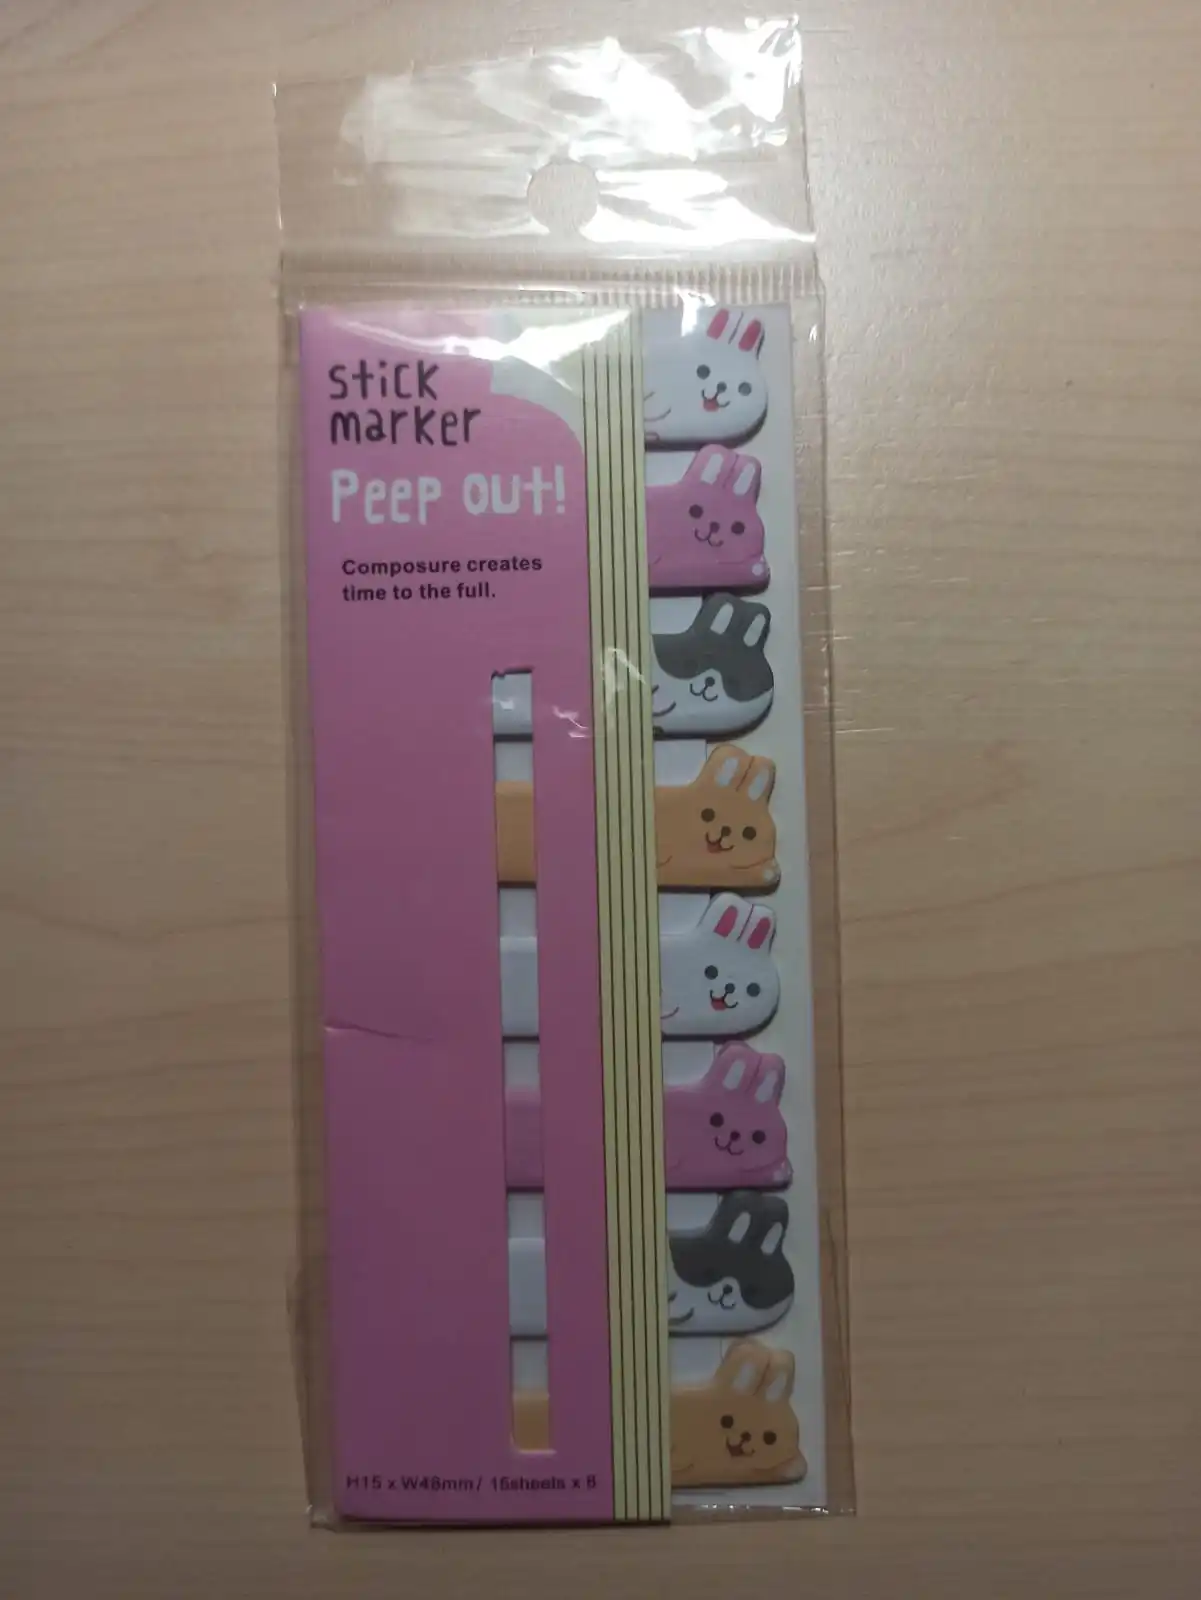 stick
marker
Peep out!
Composure creates
time to the full.
H15 x W48mm/ 15sheets x 8